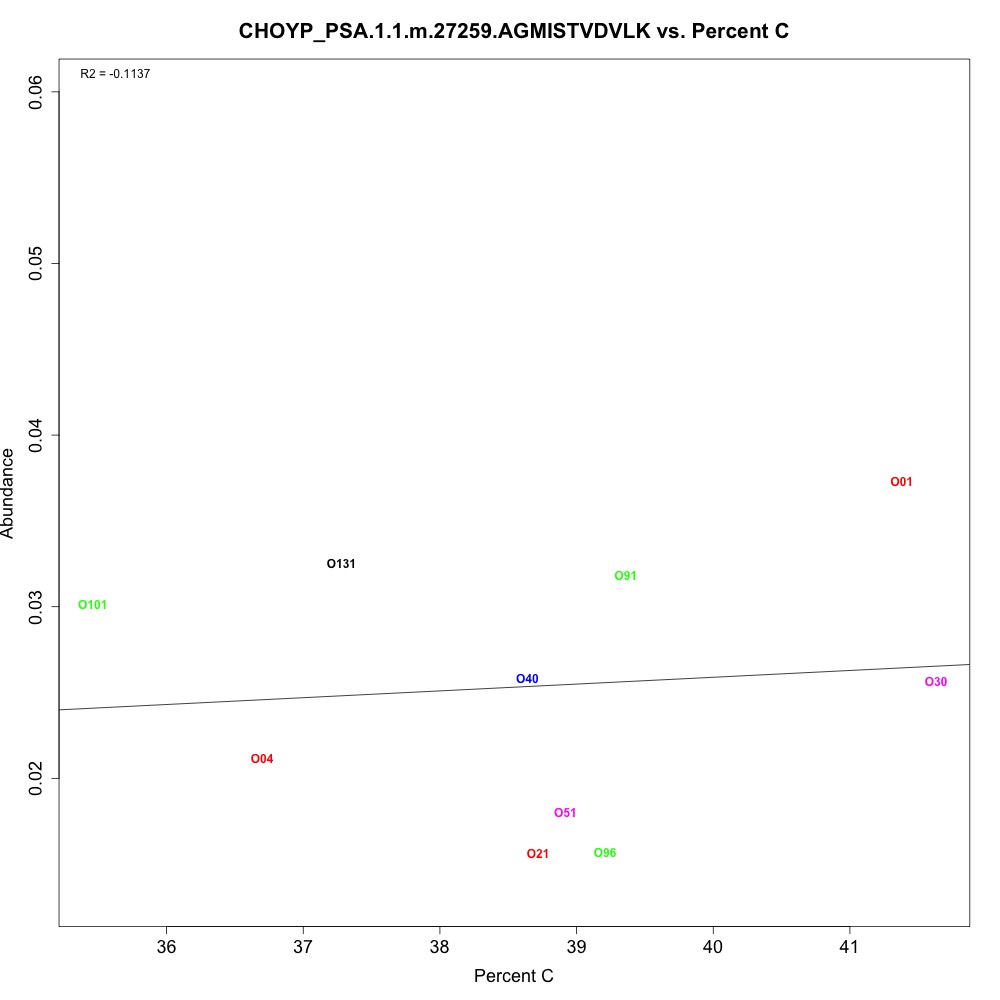 CHOYP_PSA.1.1.m.27259.AGMISTVDVLK vs. Percent C
R2 = -0.1137
0.06
0.05
0.04
0.03
0.02
Abundance
O01
O131
O91
O101
O40
O30
O04
O51
O21
O96
36 37 38 39 40 41
Percent C